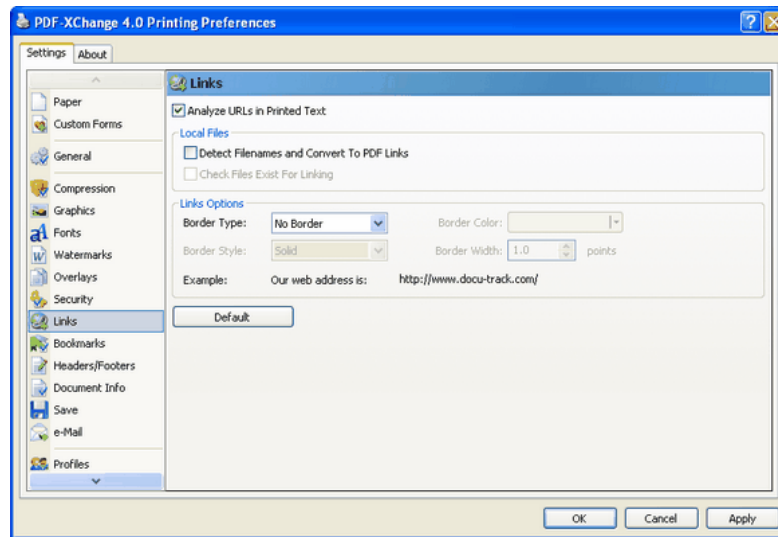 PDF-XChange 4.0 Printing Preferences
Settings
About
Paper
Custom Forms
General
Compression
Graphics
Fonts
Watermarks
Overlays
Security
Links
Bookmarks
Headers/Footers
Document Info
Save
e-Mail
Profiles
Links
Analyze URLs in Printed Text
Local Files
Detect Filenames and Convert To PDF Links
Check Files Exist For Linking
Links Options
Border Type: No Border Border Color:
Border Style: Solid Border Width: 1.0 points
Example: Our web address is: http://www.docu-track.com/
Default
OK Cancel Apply